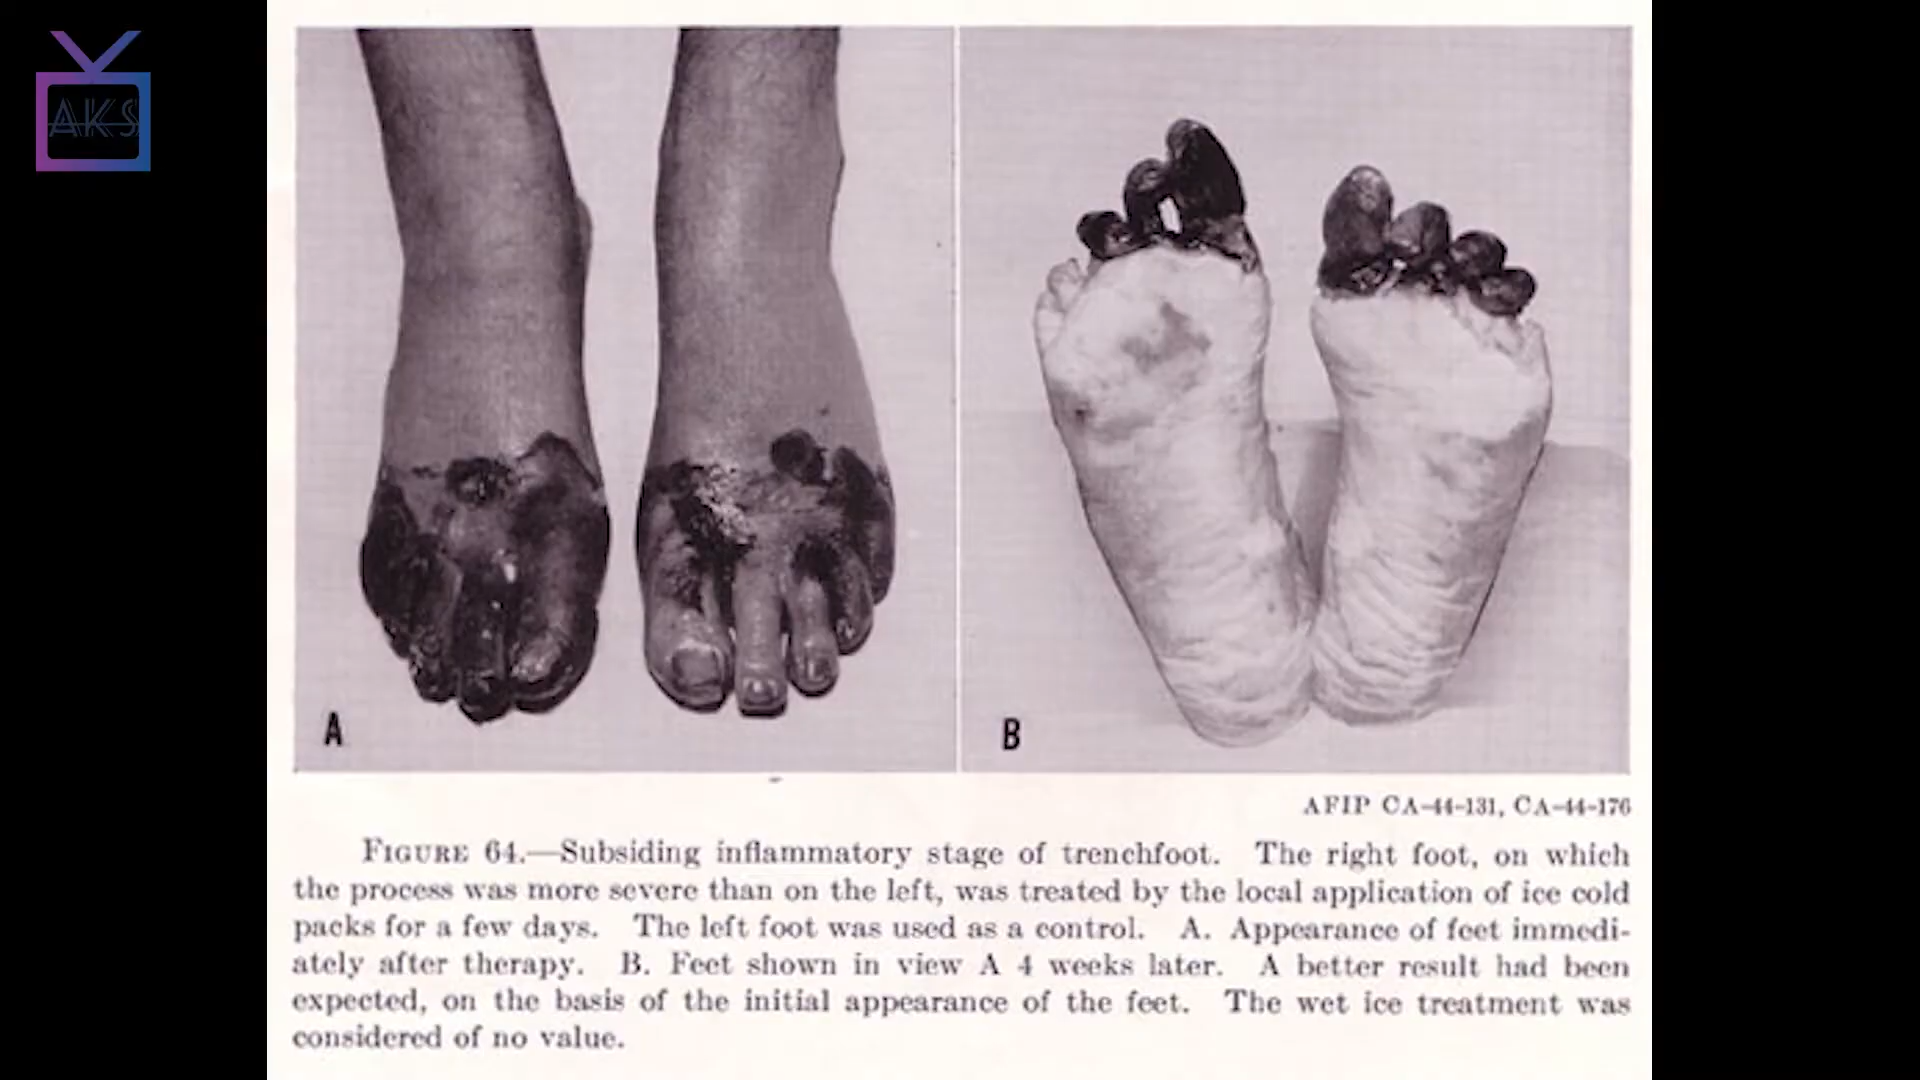 AKS
A
B
AFIP CA-44-131, CA-44-176
FIGURE 64.—Subsiding inflammatory stage of trenchfoot. The right foot, on which
the process was more severe than on the left, was treated by the local application of ice cold
packs for a few days. The left foot was used as a control. A. Appearance of feet immedi-
ately after therapy. B. Feet shown in view A 4 weeks later. A better result had been
expected, on the basis of the initial appearance of the feet. The wet ice treatment was
considered of no value.